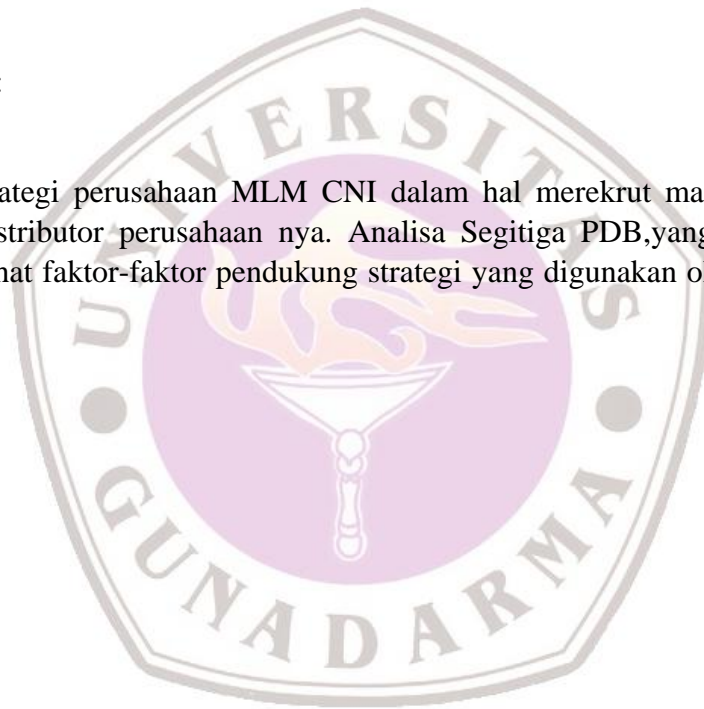 :
UNIVERSITAS
ategi perusahaan MLM CNI dalam hal merekrut ma
stributor perusahaan nya. Analisa Segitiga PDB,yang
hat faktor-faktor pendukung strategi yang digunakan ol
GUNADARMA